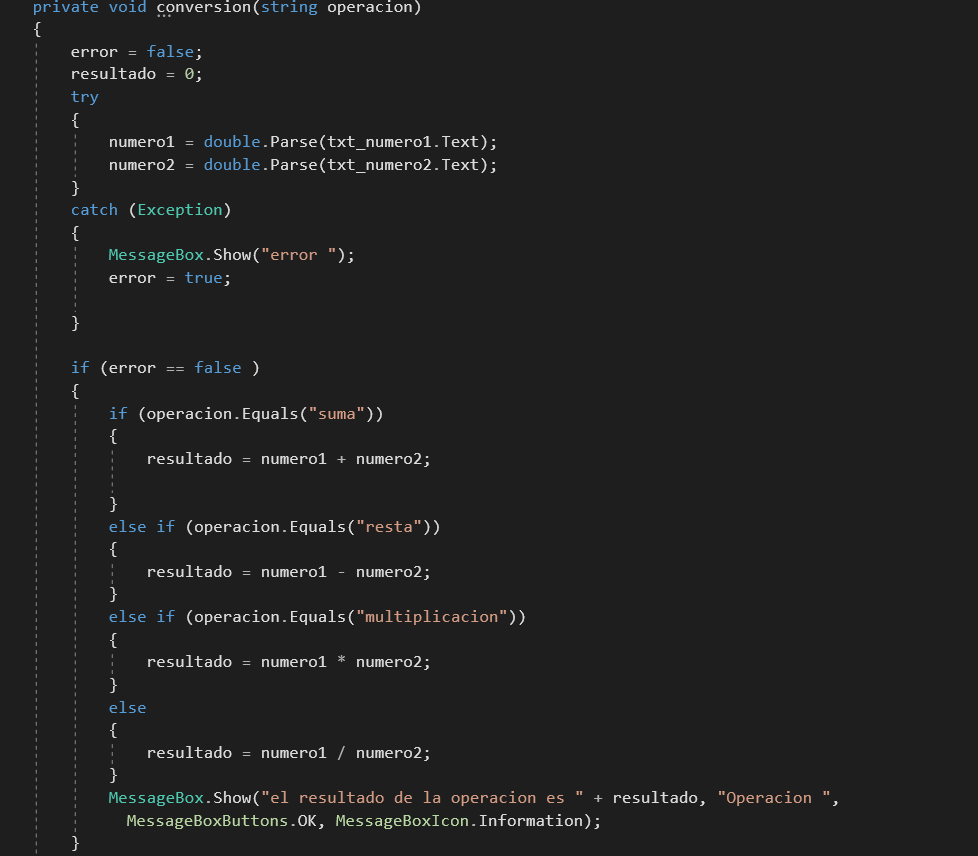 private void conversion(string operacion)
{
error = false;
resultado = 0;
try
{
numero1 = double.Parse(txt_numero1.Text);
numero2 = double.Parse(txt_numero2.Text);
}
catch (Exception)
{
MessageBox.Show("error ");
error = true;
}
if (error == false )
{
if (operacion.Equals("suma"))
{
resultado = numero1 + numero2;
}
else if (operacion.Equals("resta"))
{
resultado = numero1 - numero2;
}
else if (operacion.Equals("multiplicacion"))
{
resultado = numero1 * numero2;
}
else
{
resultado = numero1 / numero2;
}
MessageBox.Show("el resultado de la operacion es " + resultado, "Operacion ",
MessageBoxButtons.OK, MessageBoxIcon.Information);
}